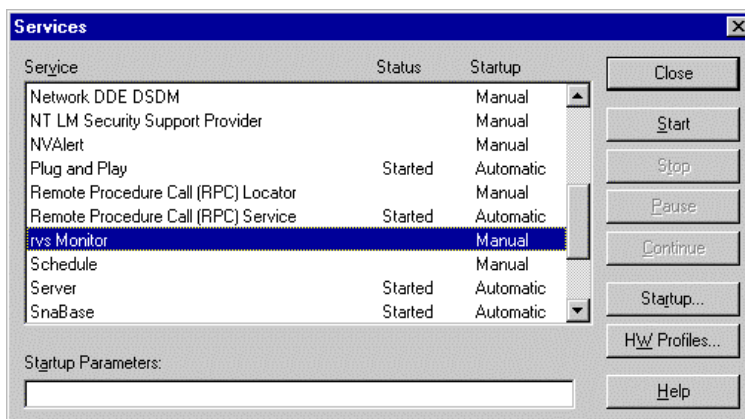 Services
Service Status Startup
Network DDE DSDM Manual
NT LM Security Support Provider Manual
NVAlert Manual
Plug and Play Started Automatic
Remote Procedure Call (RPC) Locator Manual
Remote Procedure Call (RPC) Service Started Automatic
rvs Monitor Manual
Schedule Manual
Server Started Automatic
SnaBase Started Automatic
Startup Parameters:
Close
Start
Stop
Pause
Continue
Startup...
HW Profiles...
Help